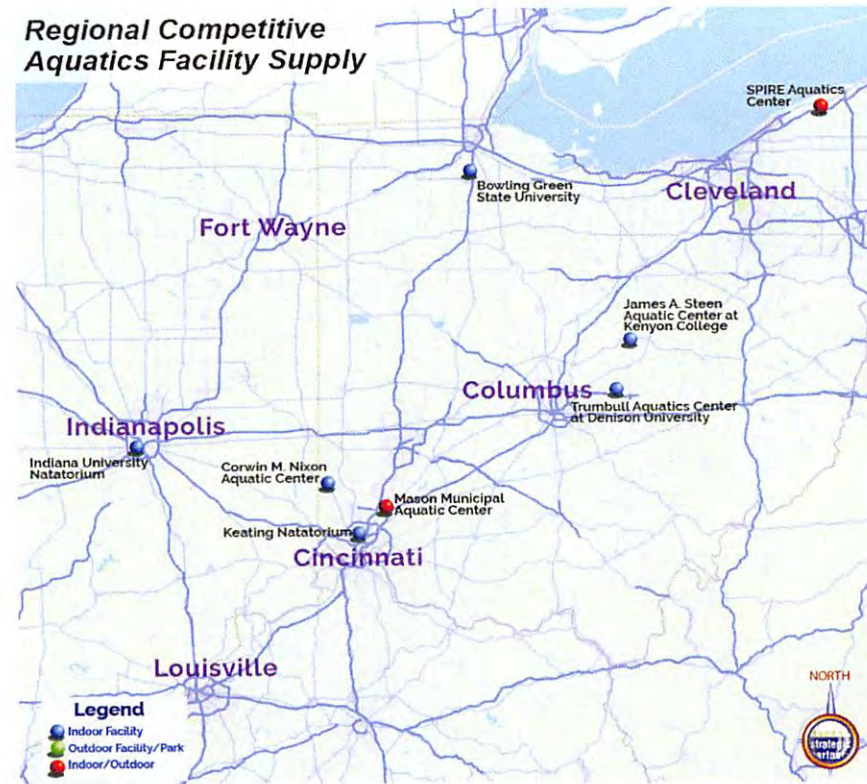 Regional Competitive
Aquatics Facility Supply
SPIRE Aquatics
Center
Bowling Green
State University
Cleveland
Fort Wayne
James A. Steen
Aquatic Center at
Kenyon College
Columbus
Trumbull Aquatics Center
at Denison University
Indianapolis
Indiana University
Natatorium
Corwin M. Nixon
Aquatic Center
Mason Municipal
Aquatic Center
Keating Natatorium
Cincinnati
Louisville
Legend
Indoor Facility
Outdoor Facility/Park
Indoor/Outdoor
NORTH